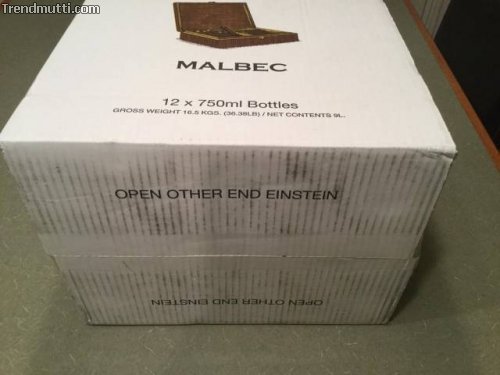 Trendmutti.com
MALBEC
12 x 750ml Bottles
GROSS WEIGHT 16.5 KGS. (36.38LB) / NET CONTENTS 9L.
OPEN OTHER END EINSTEIN
OPEN OTHER END EINSTEIN